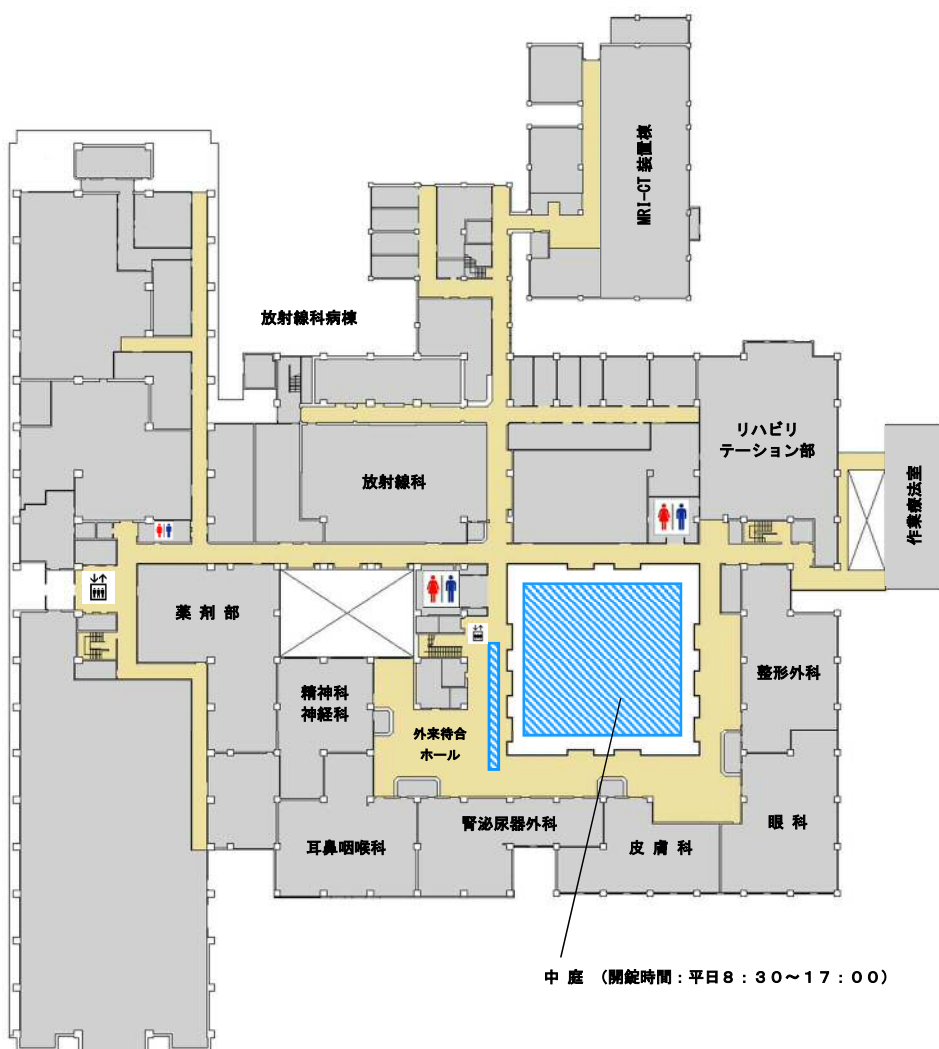 MRI-CT 装置棟
放射線科病棟
リハビリ
テーション部
放射線科
作業療法室
薬 剤 部
整形外科
精神科
神経科
外来待合
ホール
腎泌尿器外科
眼 科
耳鼻咽喉科
皮 膚 科
中 庭 （開錠時間：平日８：３０～１７：００）